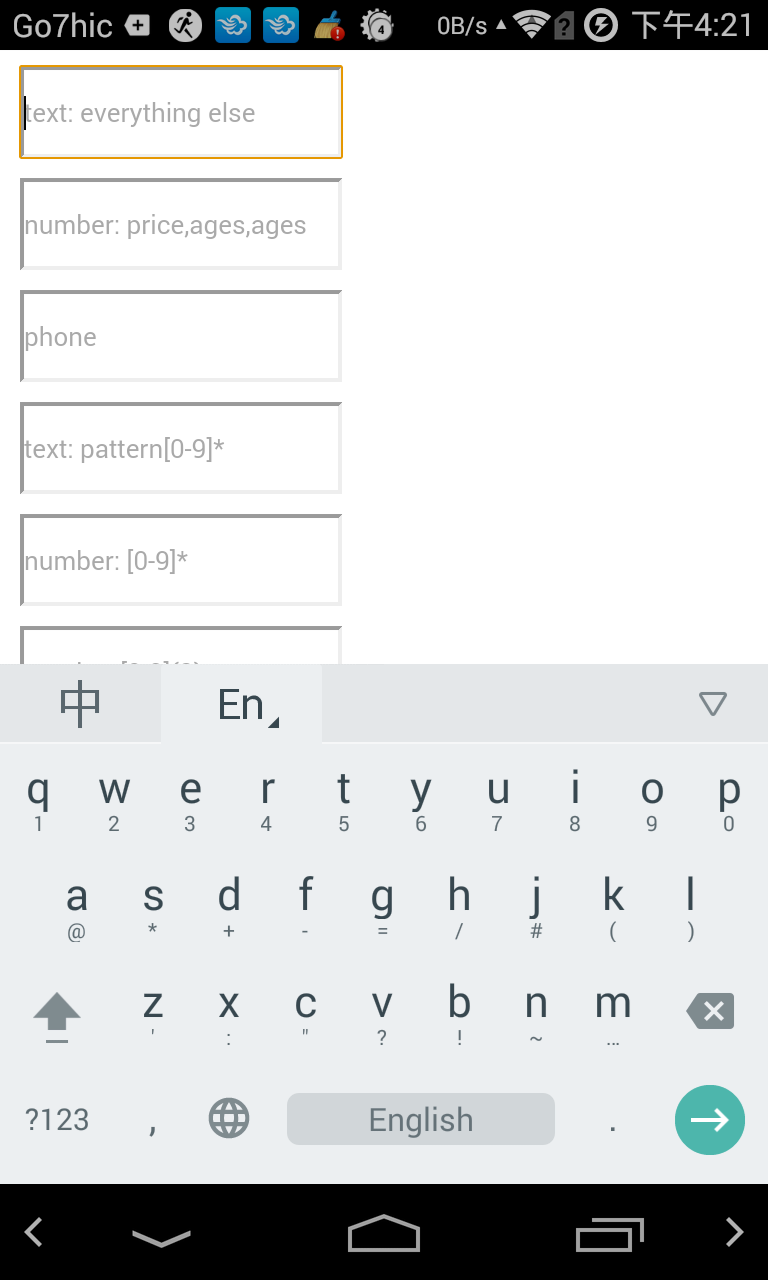 Go7hic 4 0B/s ? 下午4:21
text: everything else
number: price,ages,ages
phone
text: pattern[0-9]*
number: [0-9]*
中 En
q w e r t y u i o p
1 2 3 4 5 6 7 8 9 0
a s d f g h j k l
@ * + - = / # ( )
z x c v b n m
' : " ? ! ~ …
?123 , English .